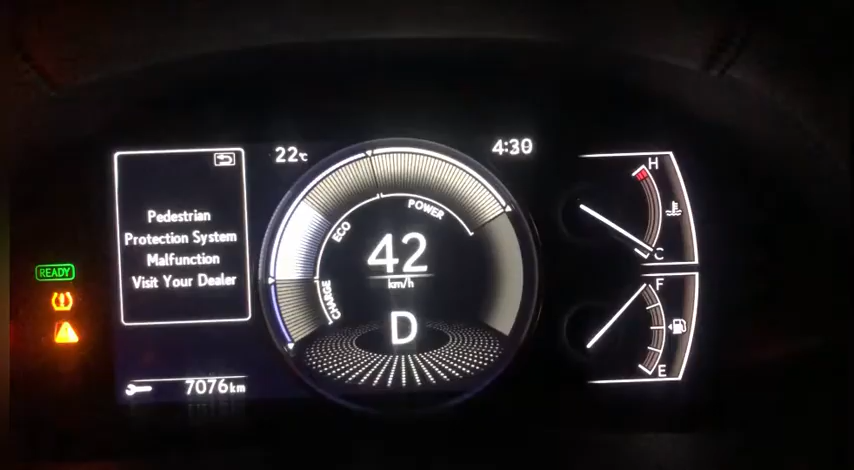 22°C
4:30
Pedestrian
Protection System
Malfunction
Visit Your Dealer
READY
7076km
CHARGE
ECO
POWER
42
km/h
D
H
C
F
E